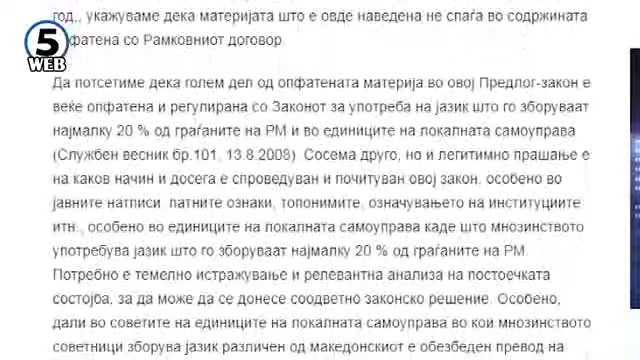 год., укажуваме дека материјата што е овде наведена не спаѓа во содржината
опфатена со Рамковниот договор.
5
WEB
Да потсетиме дека голем дел од опфатената материја во овој Предлог-закон е
веќе опфатена и регулирана со Законот за употреба на јазик што го зборуваат
најмалку 20 % од граѓаните на РМ и во единиците на локалната самоуправа
(Службен весник бр.101, 13.8.2008). Сосема друго, но и легитимно прашање е
на каков начин и досега е спроведуван и почитуван овој закон, особено во
јавните натписи, патните ознаки, топонимите, означувањето на институциите
итн., особено во единиците на локалната самоуправа каде што мнозинството
употребува јазик што го зборуваат најмалку 20 % од граѓаните на РМ.
Потребно е темелно истражување и релевантна анализа на постоечката
состојба, за да може да се донесе соодветно законско решение. Особено,
дали во советите на единиците на локалната самоуправа во кои мнозинството
советници зборува јазик различен од македонскиот е обезбеден превод на